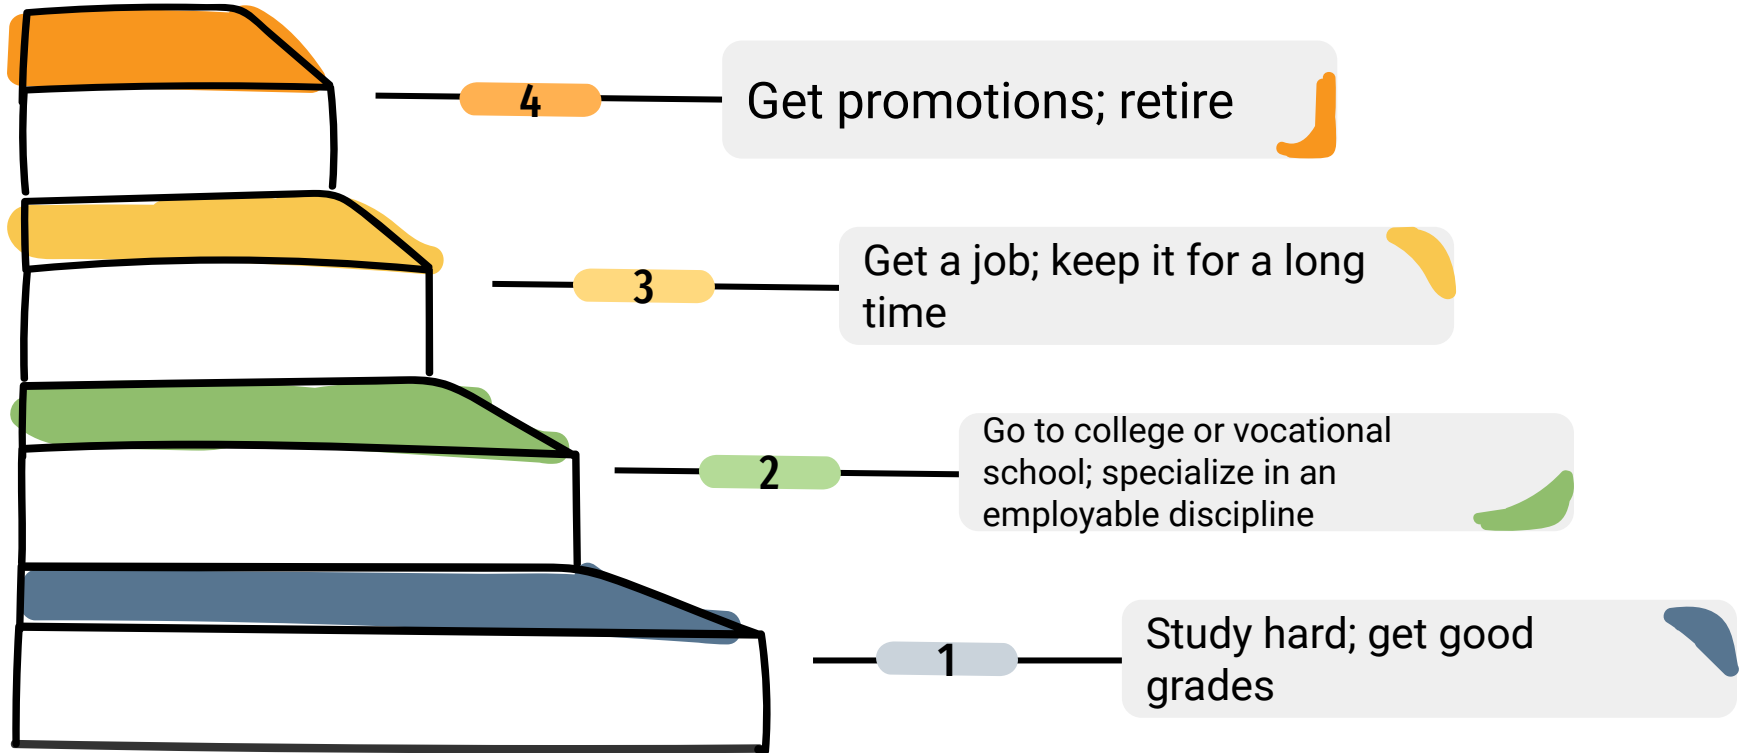 4
Get promotions; retire
3
Get a job; keep it for a long
time
2
Go to college or vocational
school; specialize in an
employable discipline
1
Study hard; get good
grades